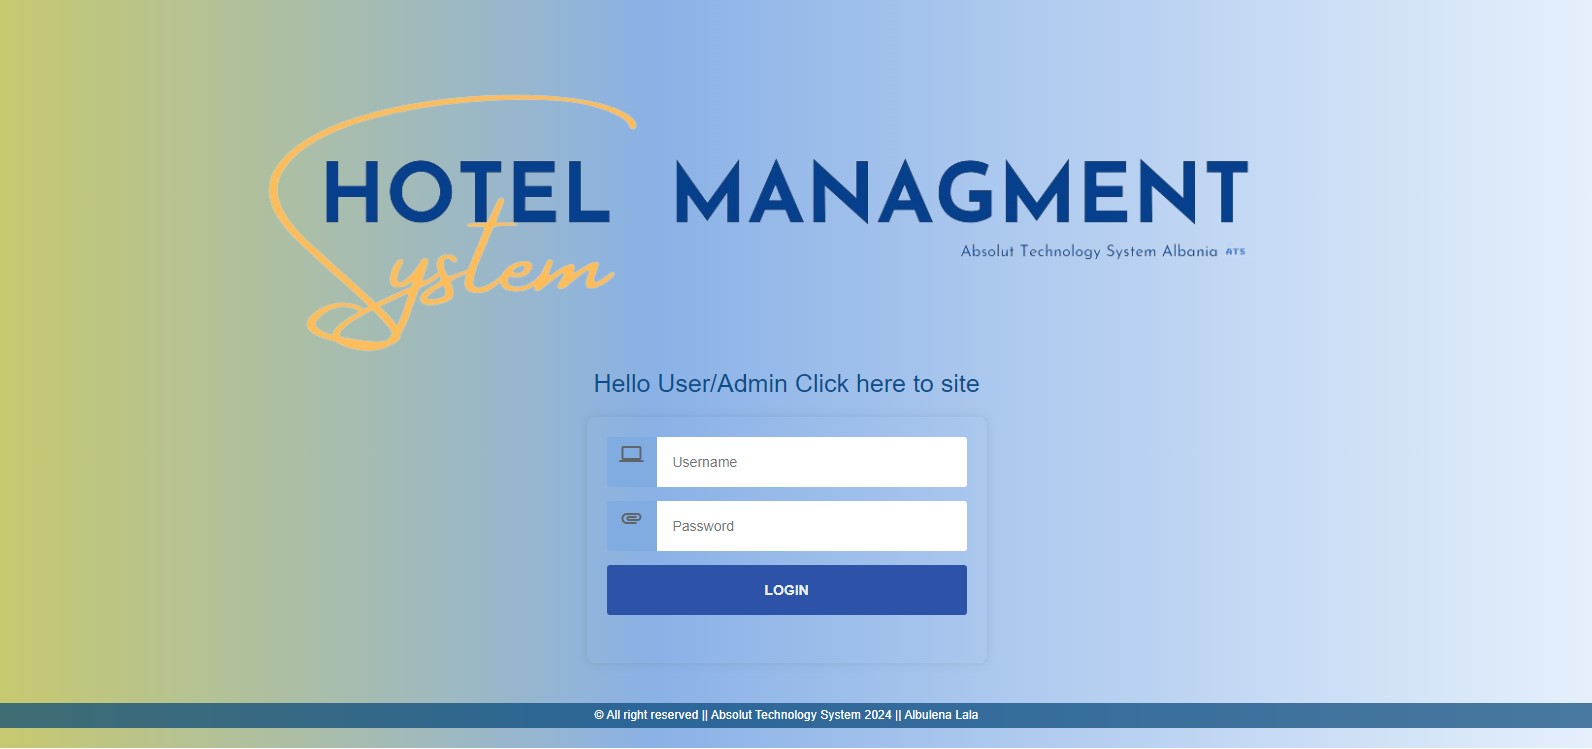 HOTEL MANAGMENT
System
Absolut Technology System Albania ATS
Hello User/Admin Click here to site
Username
Password
LOGIN
© All right reserved || Absolut Technology System 2024 || Albulena Lala